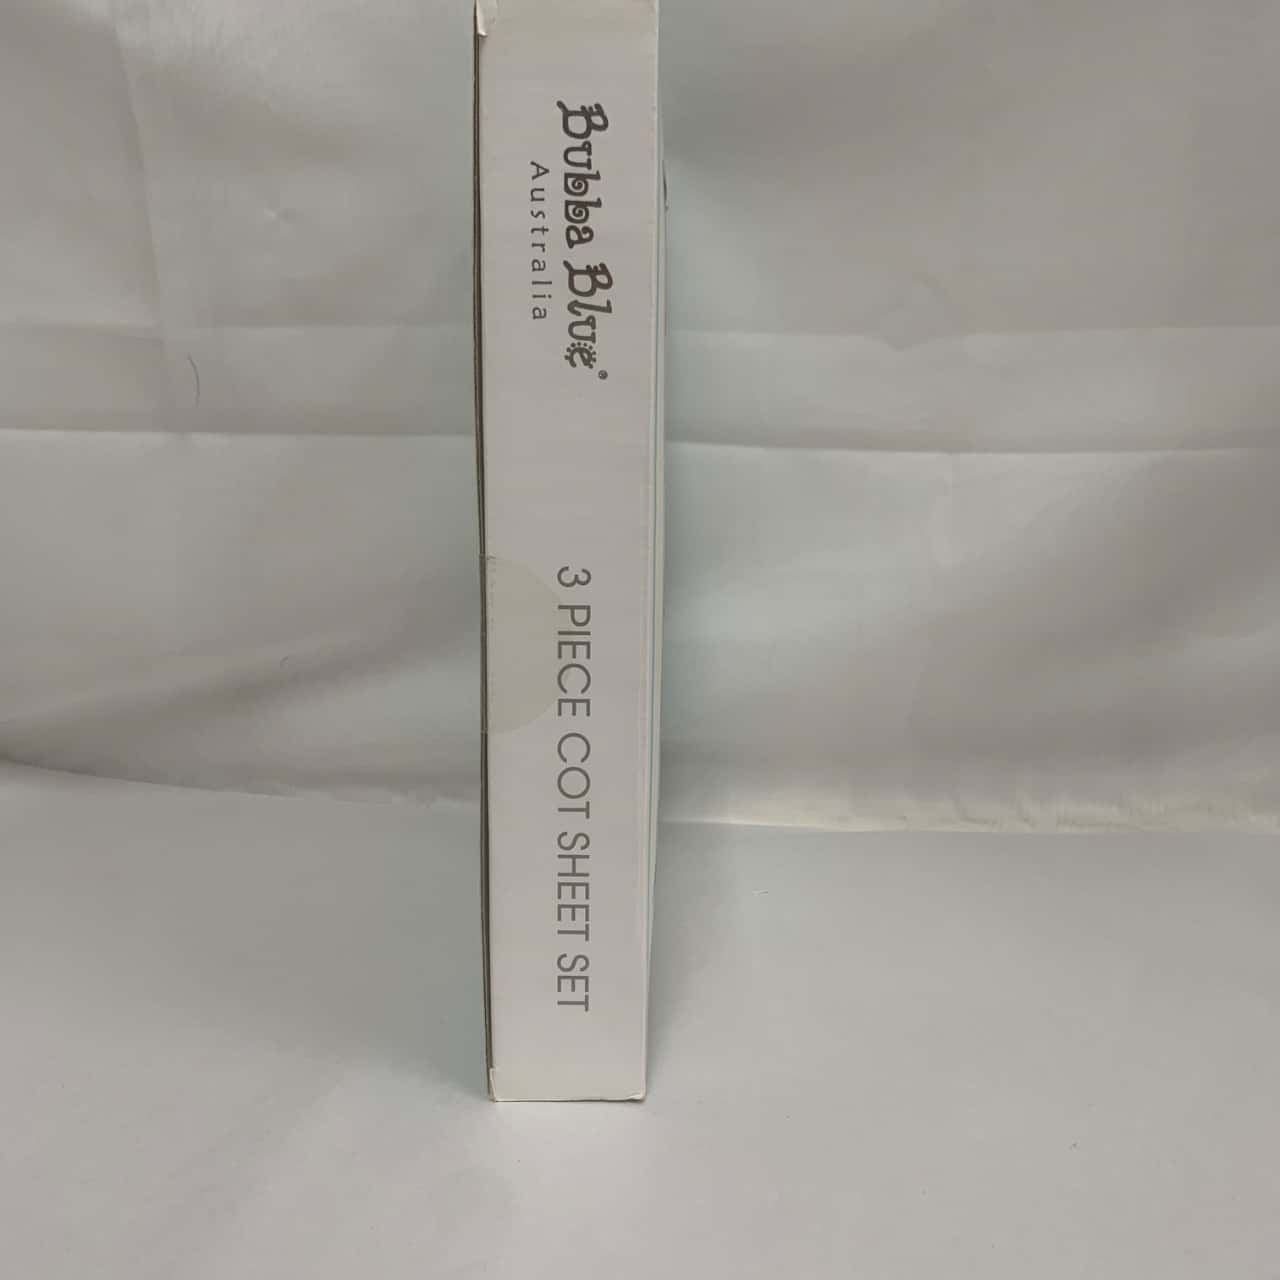 Bubba Blue®
Australia
3 PIECE COT SHEET SET